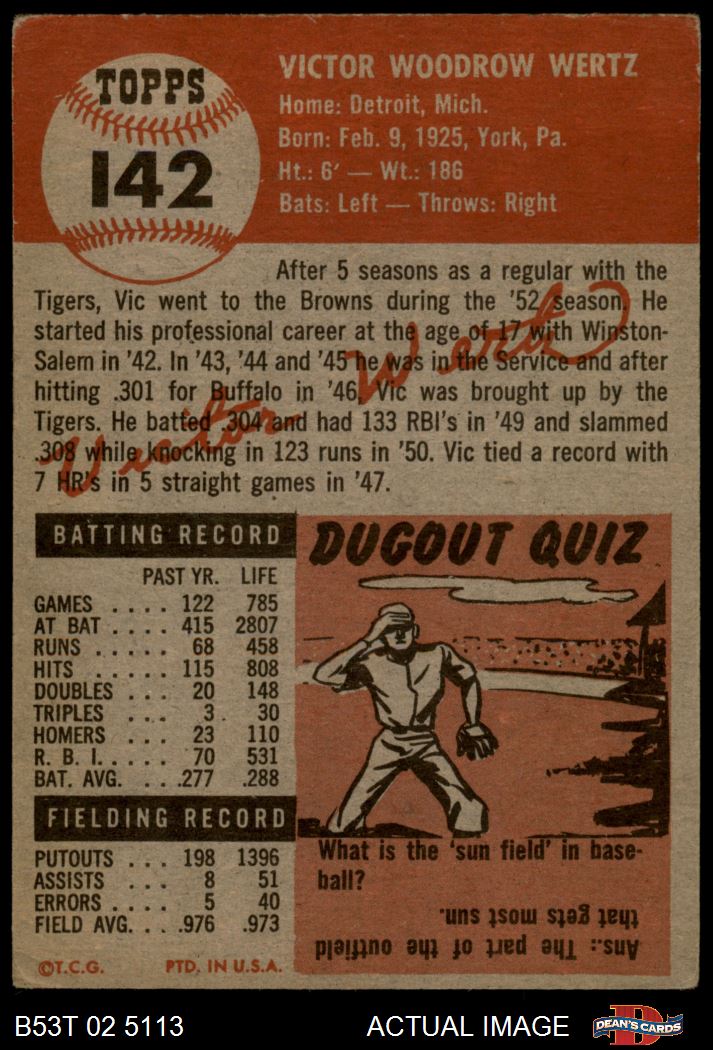 TOPPS
142
VICTOR WOODROW WERTZ
Home: Detroit, Mich.
Born: Feb. 9, 1925, York, Pa.
Ht.: 6' — Wt.: 186
Bats: Left — Throws: Right
After 5 seasons as a regular with the
Tigers, Vic went to the Browns during the '52 season. He
started his professional career at the age of 17 with Winston-
Salem in '42. In '43, '44 and '45 he was in the Service and after
hitting .301 for Buffalo in '46, Vic was brought up by the
Tigers. He batted .304 and had 133 RBI's in '49 and slammed
.308 while knocking in 123 runs in '50. Vic tied a record with
7 HR's in 5 straight games in '47.
Victor Wertz
BATTING RECORD
PAST YR. LIFE
GAMES .... 122 785
AT BAT .... 415 2807
RUNS ..... 68 458
HITS ..... 115 808
DOUBLES ... 20 148
TRIPLES ... 3 . 30
HOMERS ... 23 110
R. B. I. .... 70 531
BAT. AVG. ... .277 .288
FIELDING RECORD
PUTOUTS ... 198 1396
ASSISTS ... 8 51
ERRORS .... 5 40
FIELD AVG. ... .976 .973
©T.C.G. PTD. IN U.S.A.
DUGOUT QUIZ
What is the 'sun field' in base-
ball?
Ans.: The part of the outfield
that gets most sun.
B53T 02 5113 ACTUAL IMAGE
D
DEAN'S CARDS